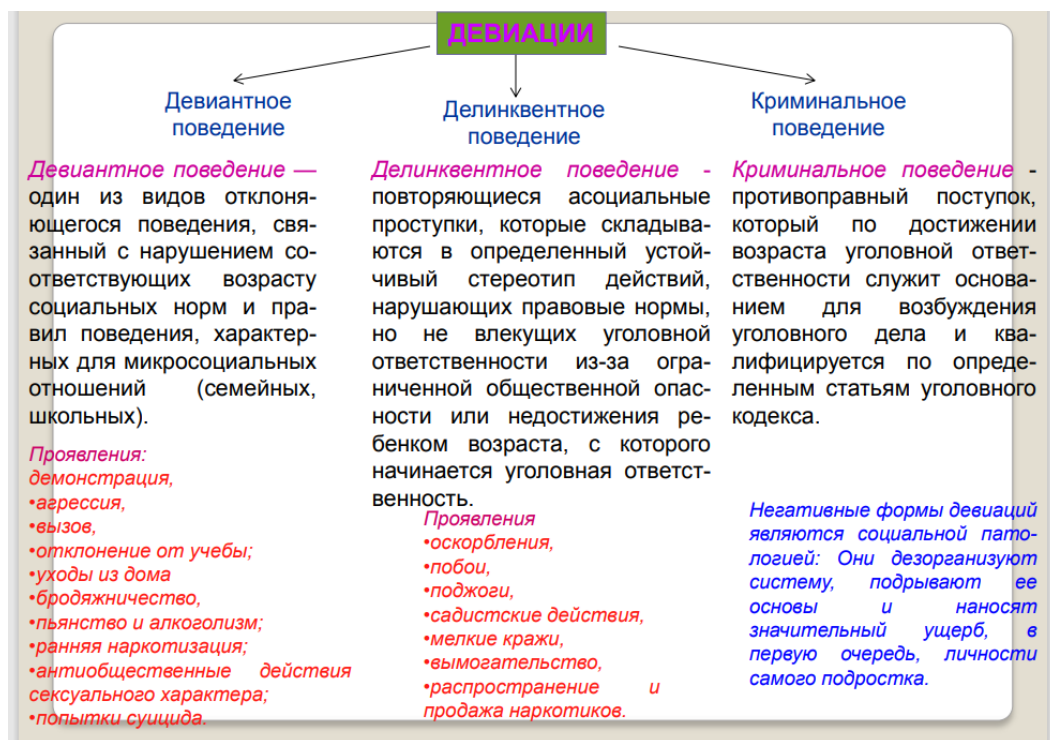 ДЕВИАЦИИ
Девиантное
поведение
Девиантное поведение —
один из видов отклоня-
ющегося поведения, свя-
занный с нарушением со-
ответствующих возрасту
социальных норм и пра-
вил поведения, характер-
ных для микросоциальных
отношений (семейных,
школьных).
Проявления:
демонстрация,
•агрессия,
•вызов,
•отклонение от учебы;
•уходы из дома
•бродяжничество,
•пьянство и алкоголизм;
•ранняя наркотизация;
•антиобщественные действия
сексуального характера;
•попытки суицида.
Делинквентное
поведение
Делинквентное поведение -
повторяющиеся асоциальные
проступки, которые складыва-
ются в определенный устой-
чивый стереотип действий,
нарушающих правовые нормы,
но не влекущих уголовной
ответственности из-за огра-
ниченной общественной опас-
ности или недостижения ре-
бенком возраста, с которого
начинается уголовная ответст-
венность.
Проявления
•оскорбления,
•побои,
•поджоги,
•садистские действия,
•мелкие кражи,
•вымогательство,
•распространение и
продажа наркотиков.
Криминальное
поведение
Криминальное поведение -
противоправный поступок,
который по достижении
возраста уголовной ответ-
ственности служит основа-
нием для возбуждения
уголовного дела и ква-
лифицируется по опреде-
ленным статьям уголовного
кодекса.
Негативные формы девиаций
являются социальной пато-
логией: Они дезорганизуют
систему, подрывают ее
основы и наносят
значительный ущерб, в
первую очередь, личности
самого подростка.